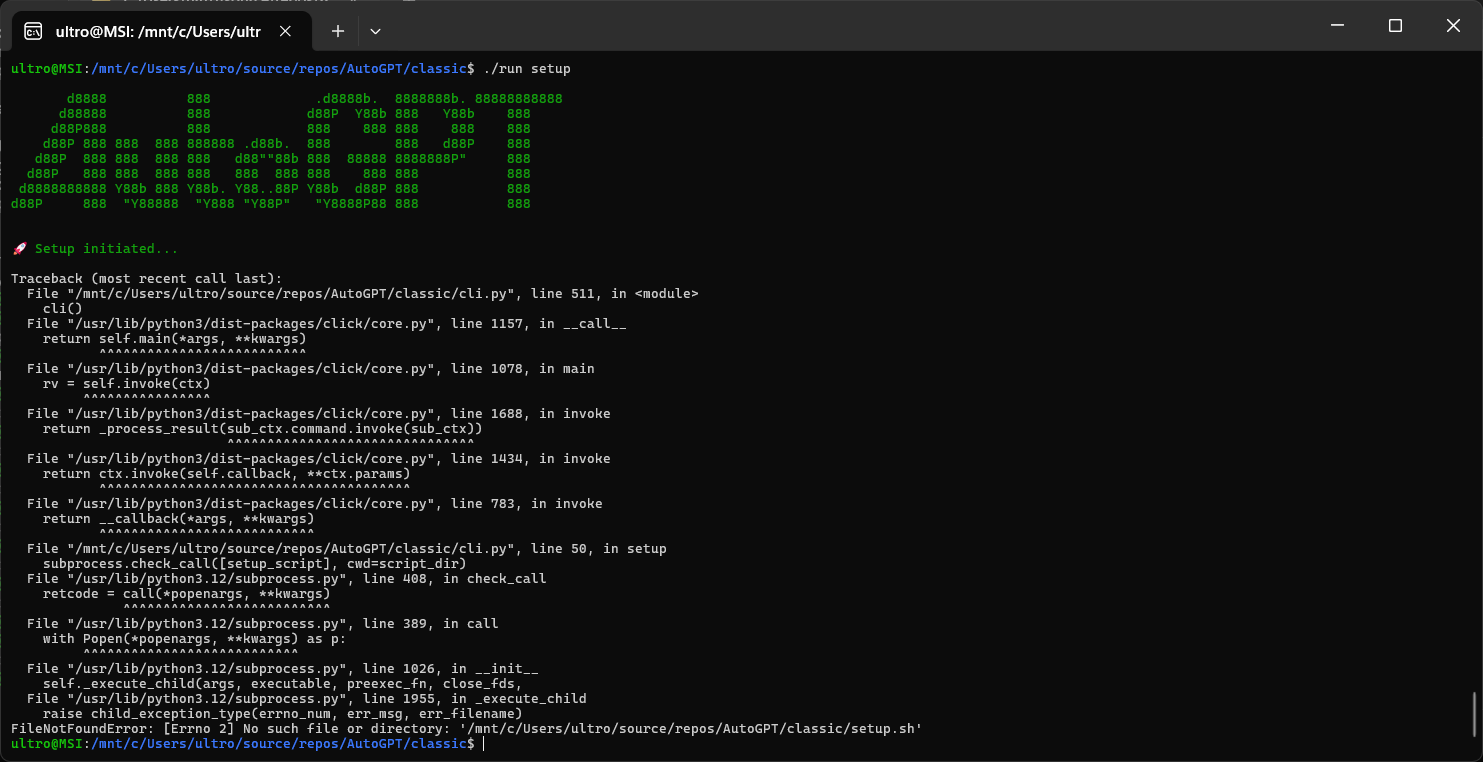 ultro@MSI: /mnt/c/Users/ultr
ultro@MSI:/mnt/c/Users/ultro/source/repos/AutoGPT/classic$ ./run setup
       d8888          888             .d8888b.  8888888b. 88888888888
      d88888          888            d88P  Y88b 888   Y88b    888
     d88P888          888            888    888 888    888    888
    d88P 888 888  888 888888 .d88b.  888        888   d88P    888
   d88P  888 888  888 888   d88""88b 888  88888 8888888P"     888
  d88P   888 888  888 888   888  888 888    888 888           888
 d8888888888 Y88b 888 Y88b. Y88..88P Y88b  d88P 888           888
d88P     888  "Y88888  "Y888 "Y88P"   "Y8888P88 888           888
🚀 Setup initiated...
Traceback (most recent call last):
  File "/mnt/c/Users/ultro/source/repos/AutoGPT/classic/cli.py", line 511, in <module>
    cli()
  File "/usr/lib/python3/dist-packages/click/core.py", line 1157, in __call__
    return self.main(*args, **kwargs)
           ^^^^^^^^^^^^^^^^^^^^^^^^^^
  File "/usr/lib/python3/dist-packages/click/core.py", line 1078, in main
    rv = self.invoke(ctx)
         ^^^^^^^^^^^^^^^^
  File "/usr/lib/python3/dist-packages/click/core.py", line 1688, in invoke
    return _process_result(sub_ctx.command.invoke(sub_ctx))
                           ^^^^^^^^^^^^^^^^^^^^^^^^^^^^^^^
  File "/usr/lib/python3/dist-packages/click/core.py", line 1434, in invoke
    return ctx.invoke(self.callback, **ctx.params)
           ^^^^^^^^^^^^^^^^^^^^^^^^^^^^^^^^^^^^^^^
  File "/usr/lib/python3/dist-packages/click/core.py", line 783, in invoke
    return __callback(*args, **kwargs)
           ^^^^^^^^^^^^^^^^^^^^^^^^^^^
  File "/mnt/c/Users/ultro/source/repos/AutoGPT/classic/cli.py", line 50, in setup
    subprocess.check_call([setup_script], cwd=script_dir)
  File "/usr/lib/python3.12/subprocess.py", line 408, in check_call
    retcode = call(*popenargs, **kwargs)
              ^^^^^^^^^^^^^^^^^^^^^^^^^^
  File "/usr/lib/python3.12/subprocess.py", line 389, in call
    with Popen(*popenargs, **kwargs) as p:
         ^^^^^^^^^^^^^^^^^^^^^^^^^^^
  File "/usr/lib/python3.12/subprocess.py", line 1026, in __init__
    self._execute_child(args, executable, preexec_fn, close_fds,
  File "/usr/lib/python3.12/subprocess.py", line 1955, in _execute_child
    raise child_exception_type(errno_num, err_msg, err_filename)
FileNotFoundError: [Errno 2] No such file or directory: '/mnt/c/Users/ultro/source/repos/AutoGPT/classic/setup.sh'
ultro@MSI:/mnt/c/Users/ultro/source/repos/AutoGPT/classic$